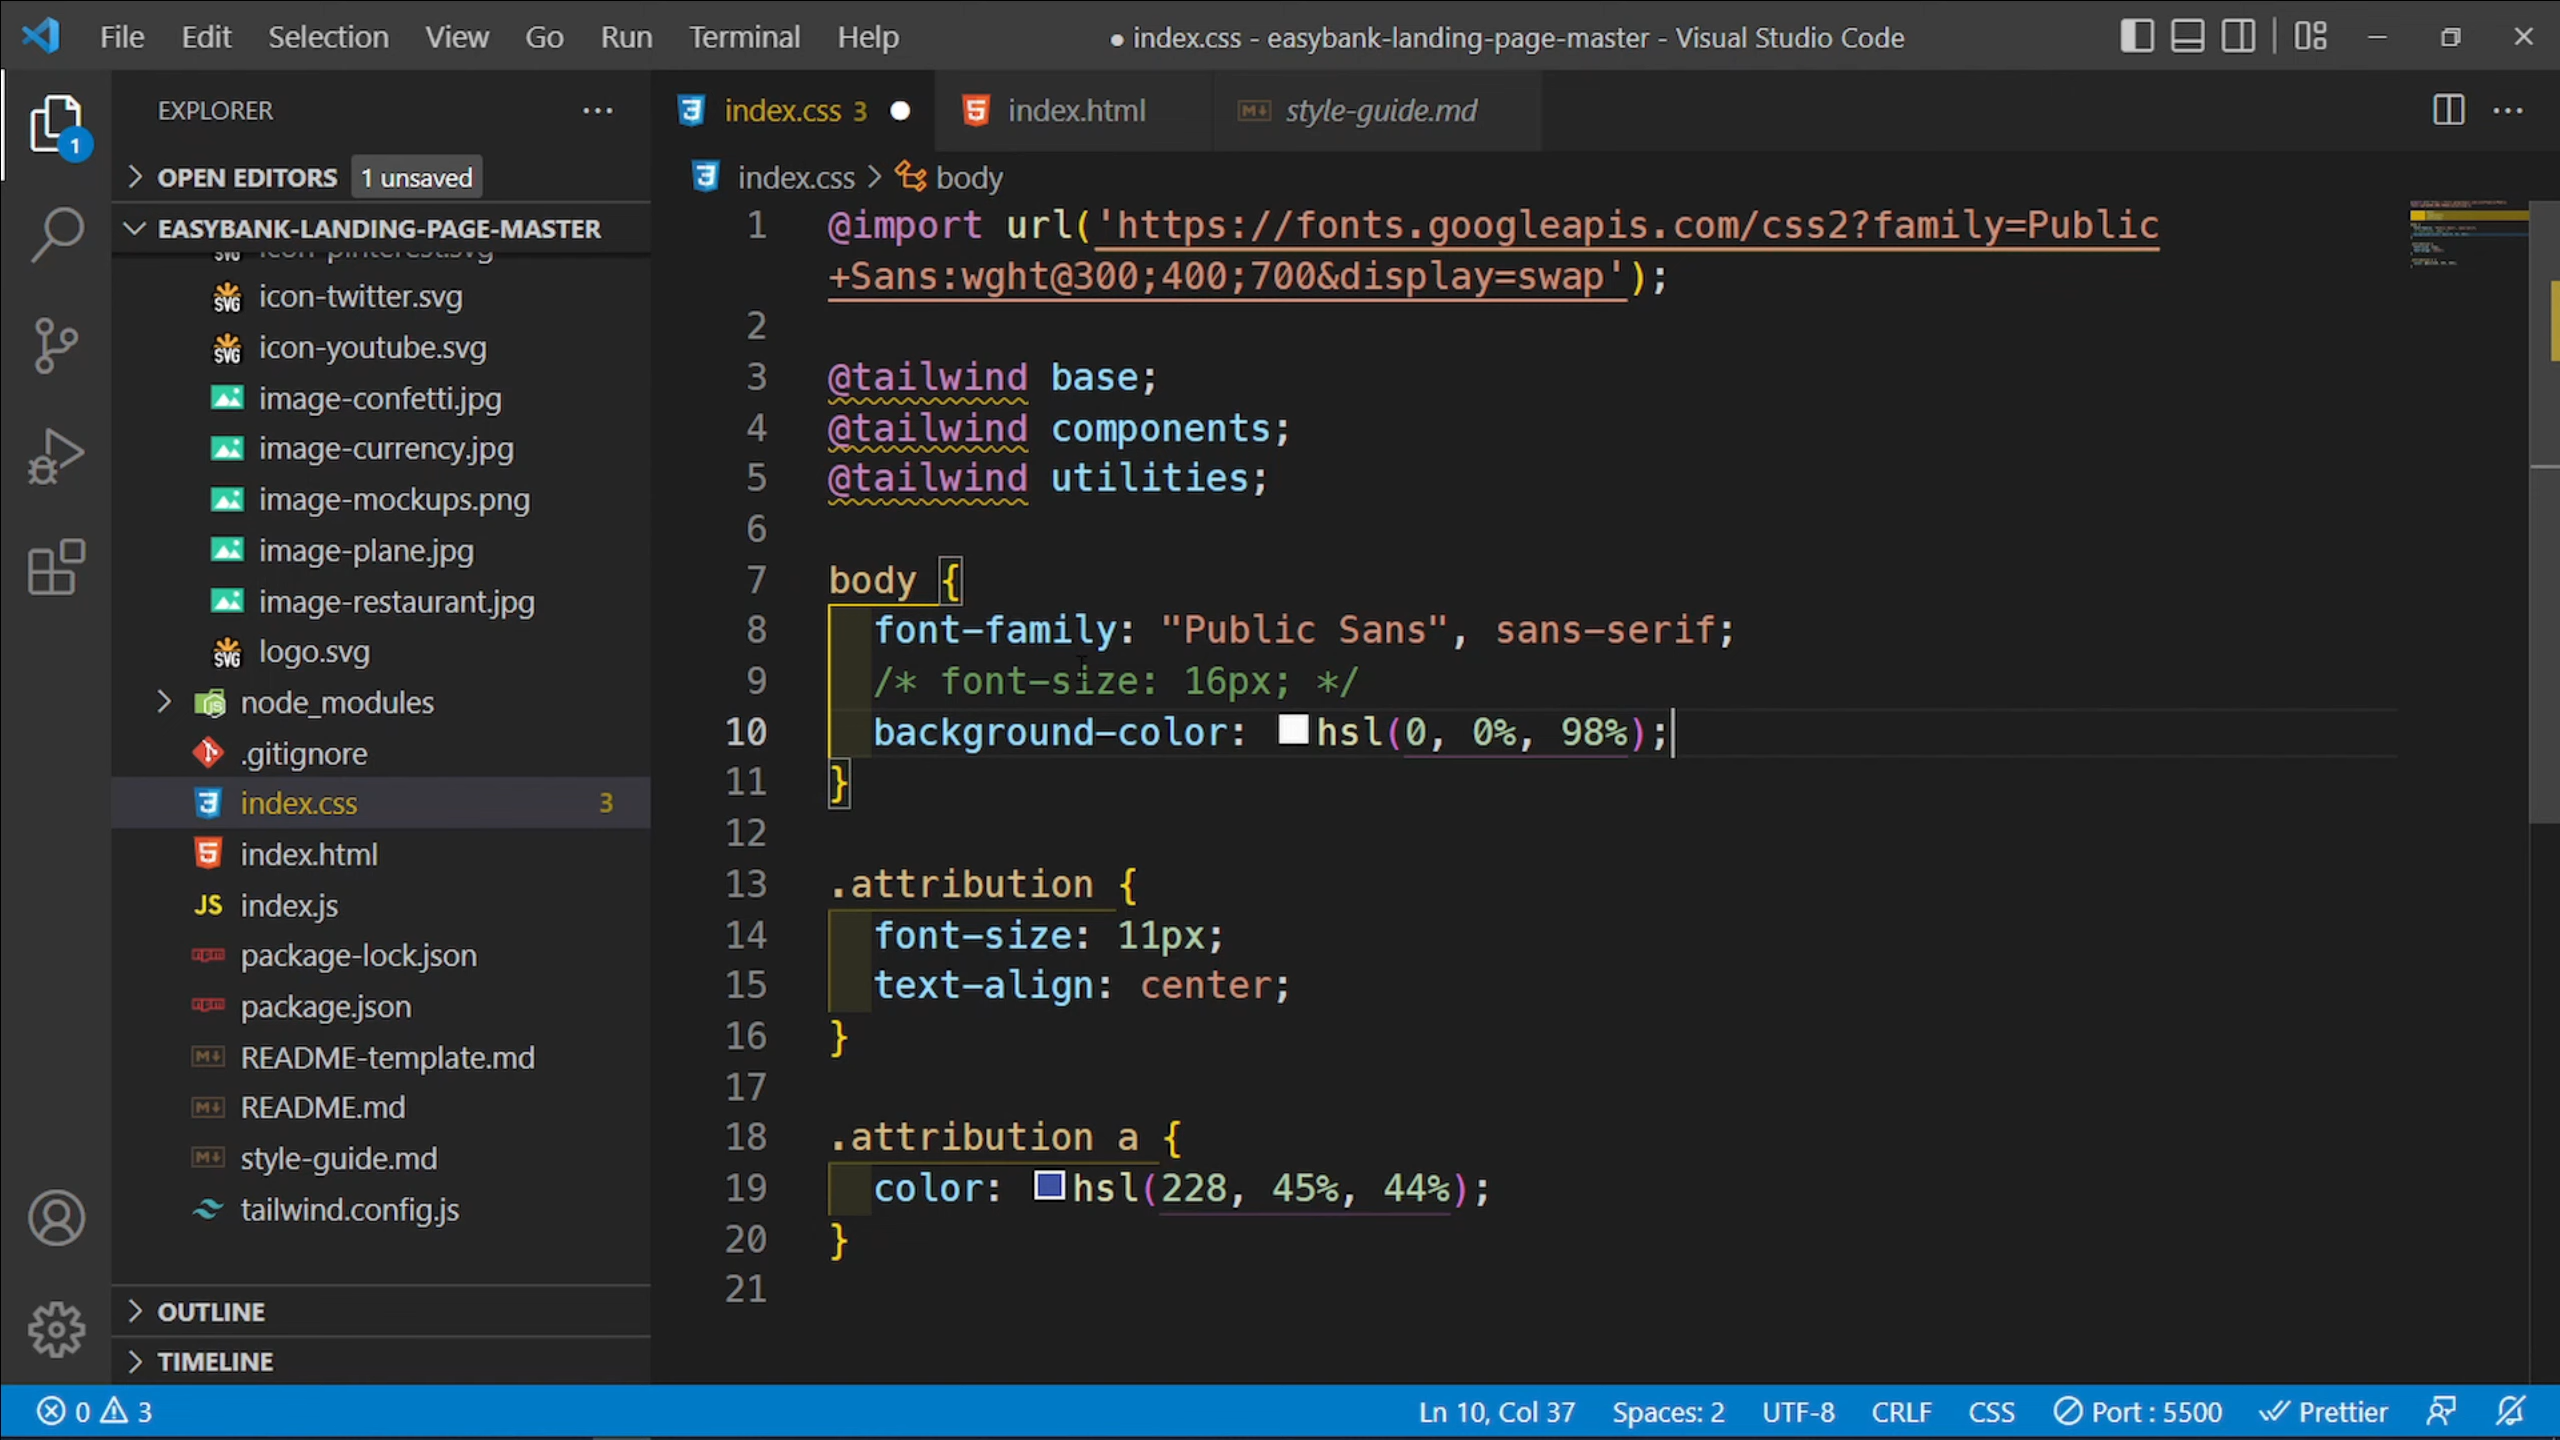 File Edit Selection View Go Run Terminal Help
● index.css - easybank-landing-page-master - Visual Studio Code
EXPLORER
OPEN EDITORS 1 unsaved
EASYBANK-LANDING-PAGE-MASTER
icon-pinterest.svg
icon-twitter.svg
icon-youtube.svg
image-confetti.jpg
image-currency.jpg
image-mockups.png
image-plane.jpg
image-restaurant.jpg
logo.svg
node_modules
.gitignore
index.css 3
index.html
index.js
package-lock.json
package.json
README-template.md
README.md
style-guide.md
tailwind.config.js
OUTLINE
TIMELINE
1
index.css 3 index.html style-guide.md
index.css > body
1 @import url('https://fonts.googleapis.com/css2?family=Public
+Sans:wght@300;400;700&display=swap');
2
3 @tailwind base;
4 @tailwind components;
5 @tailwind utilities;
6
7 body {
8 font-family: "Public Sans", sans-serif;
9 /* font-size: 16px; */
10 background-color: hsl(0, 0%, 98%);
11 }
12
13 .attribution {
14 font-size: 11px;
15 text-align: center;
16 }
17
18 .attribution a {
19 color: hsl(228, 45%, 44%);
20 }
21
0 3 Ln 10, Col 37 Spaces: 2 UTF-8 CRLF CSS Port : 5500 Prettier